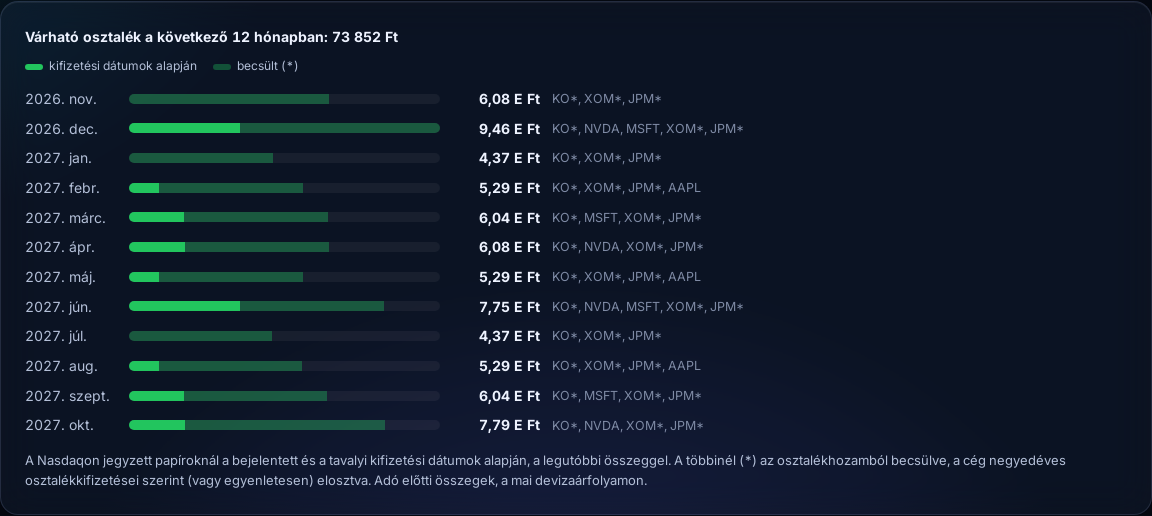 Várható osztalék a következő 12 hónapban: 73 852 Ft
kifizetési dátumok alapján becsült (*)
2026. nov. 6,08 E Ft KO*, XOM*, JPM*
2026. dec. 9,46 E Ft KO*, NVDA, MSFT, XOM*, JPM*
2027. jan. 4,37 E Ft KO*, XOM*, JPM*
2027. febr. 5,29 E Ft KO*, XOM*, JPM*, AAPL
2027. márc. 6,04 E Ft KO*, MSFT, XOM*, JPM*
2027. ápr. 6,08 E Ft KO*, NVDA, XOM*, JPM*
2027. máj. 5,29 E Ft KO*, XOM*, JPM*, AAPL
2027. jún. 7,75 E Ft KO*, NVDA, MSFT, XOM*, JPM*
2027. júl. 4,37 E Ft KO*, XOM*, JPM*
2027. aug. 5,29 E Ft KO*, XOM*, JPM*, AAPL
2027. szept. 6,04 E Ft KO*, MSFT, XOM*, JPM*
2027. okt. 7,79 E Ft KO*, NVDA, XOM*, JPM*
A Nasdaqon jegyzett papíroknál a bejelentett és a tavalyi kifizetési dátumok alapján, a legutóbbi összeggel. A többinél (*) az osztalékhozamból becsülve, a cég negyedéves
osztalékkifizetései szerint (vagy egyenletesen) elosztva. Adó előtti összegek, a mai devizaárfolyamon.